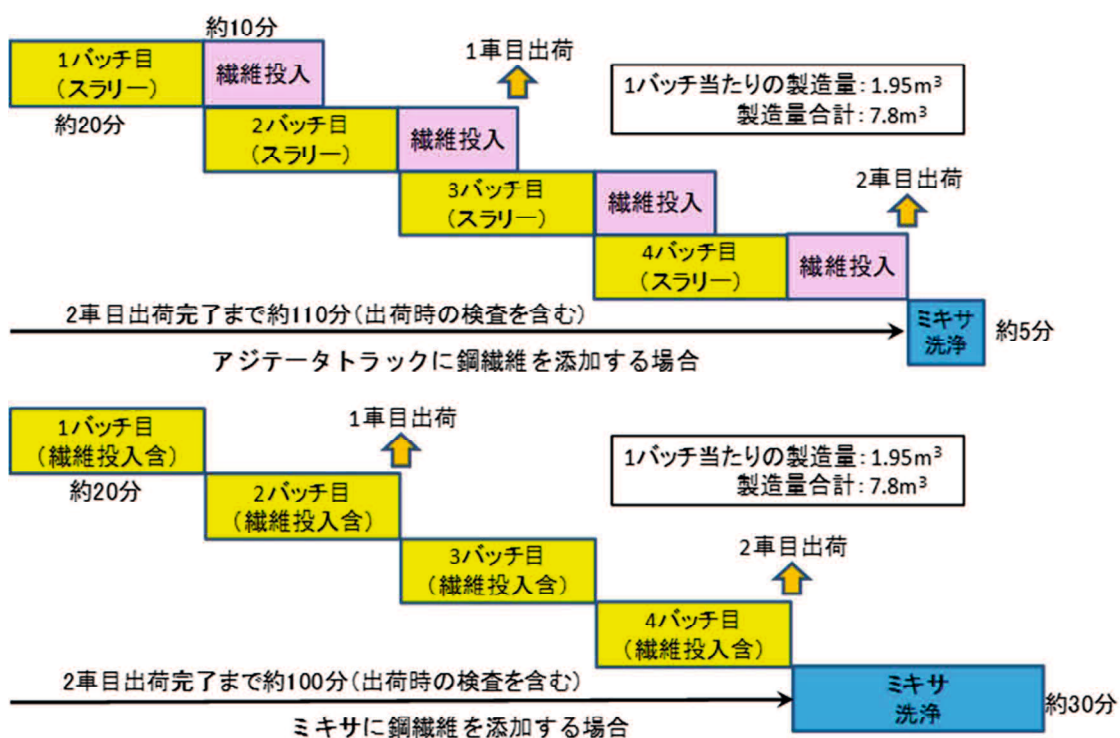 約10分
1バッチ目
(スラリー)
繊維投入
1車目出荷
1バッチ当たりの製造量:1.95m³
製造量合計:7.8m³
約20分
2バッチ目
(スラリー)
繊維投入
3バッチ目
(スラリー)
繊維投入
2車目出荷
4バッチ目
(スラリー)
繊維投入
2車目出荷完了まで約110分(出荷時の検査を含む)
ミキサ
洗浄
約5分
アジテータトラックに鋼繊維を添加する場合
1バッチ目
(繊維投入含)
1車目出荷
1バッチ当たりの製造量:1.95m³
製造量合計:7.8m³
約20分
2バッチ目
(繊維投入含)
3バッチ目
(繊維投入含)
2車目出荷
4バッチ目
(繊維投入含)
2車目出荷完了まで約100分(出荷時の検査を含む)
ミキサ
洗浄
約30分
ミキサに鋼繊維を添加する場合